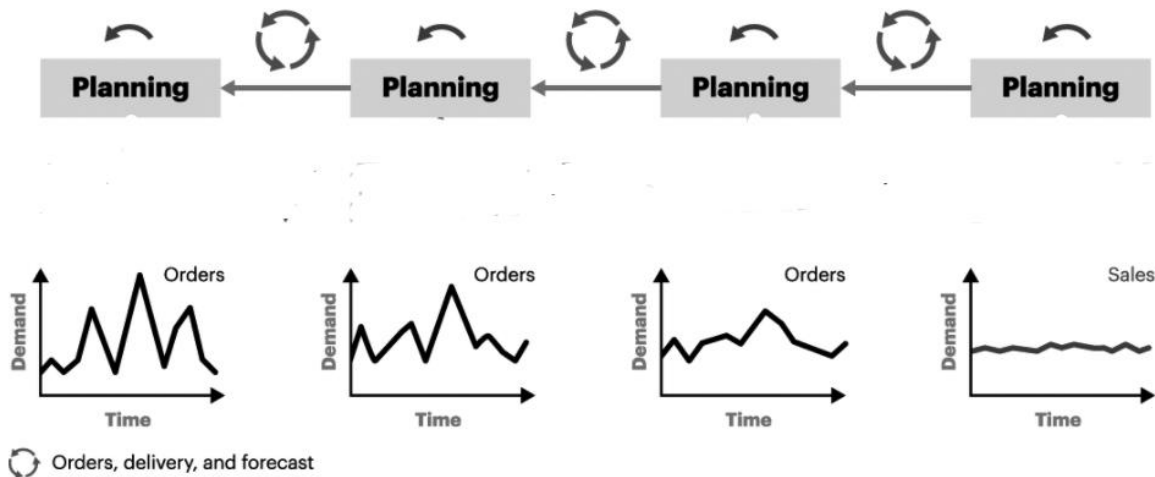 Planning Planning Planning Planning
Orders Orders Orders Sales
Demand Demand Demand Demand
Time Time Time Time
Orders, delivery, and forecast